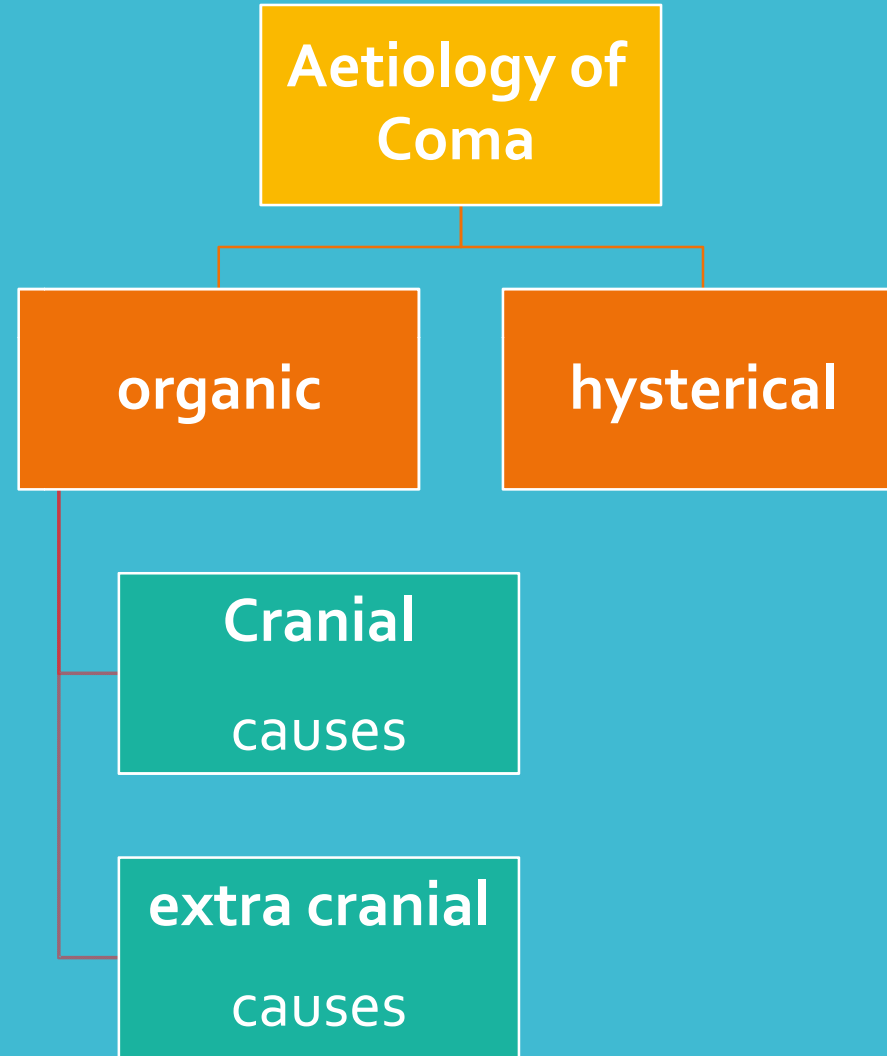 Aetiology of
Coma
organic
hysterical
Cranial
causes
extra cranial
causes